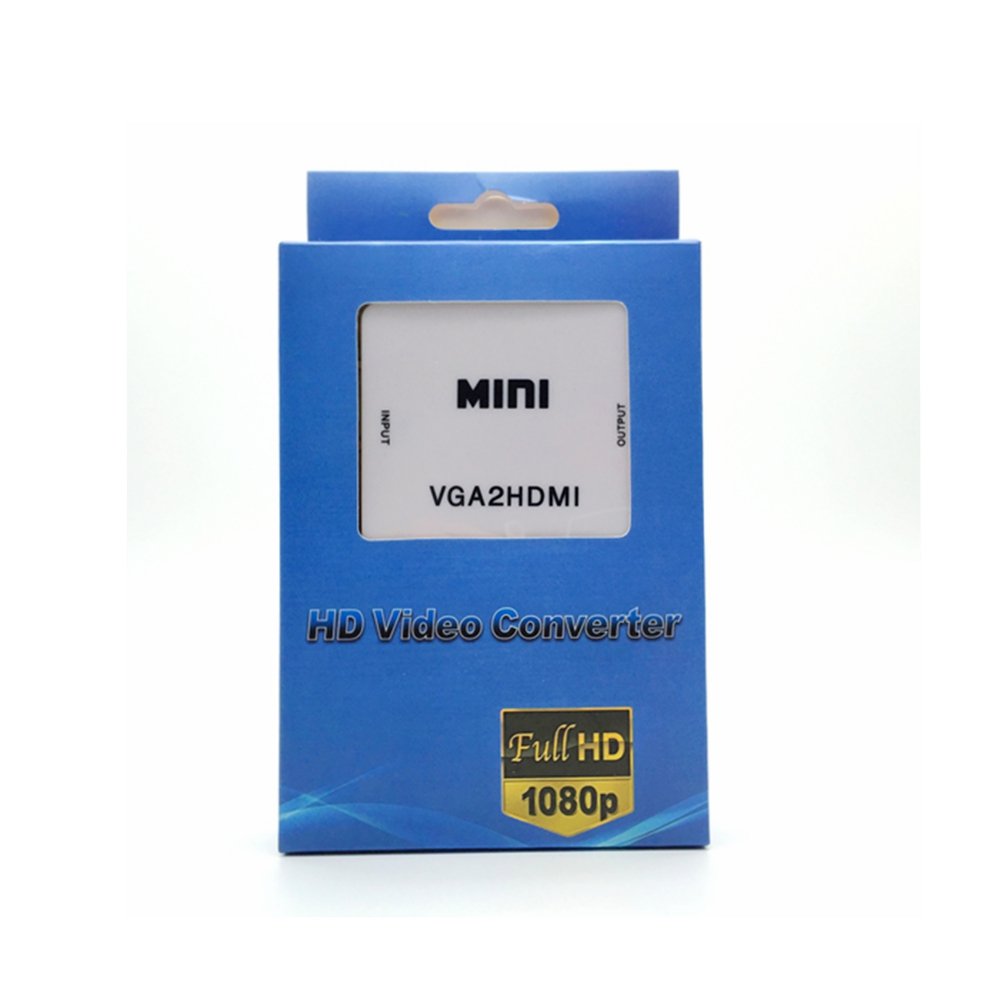 MINI
INPUT
OUTPUT
VGA2HDMI
HD Video Converter
Full HD
1080p